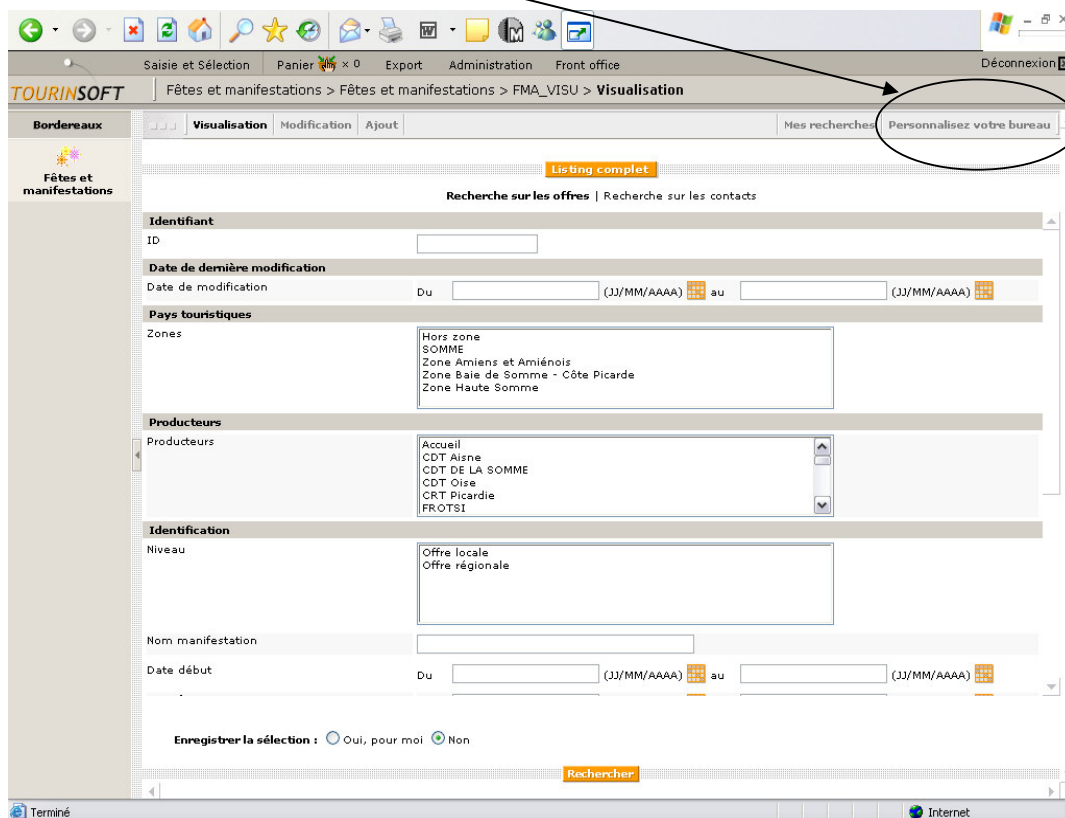 Saisie et Sélection Panier × 0 Export Administration Front office Déconnexion
TOURINSOFT
Fêtes et manifestations > Fêtes et manifestations > FMA_VISU > Visualisation
Bordereaux
Visualisation Modification Ajout Mes recherches Personnalisez votre bureau
Fêtes et
manifestations
Listing complet
Recherche sur les offres | Recherche sur les contacts
Identifiant
ID
Date de dernière modification
Date de modification Du (JJ/MM/AAAA) au (JJ/MM/AAAA)
Pays touristiques
Zones
Hors zone
SOMME
Zone Amiens et Amiénois
Zone Baie de Somme - Côte Picarde
Zone Haute Somme
Producteurs
Producteurs
Accueil
CDT Aisne
CDT DE LA SOMME
CDT Oise
CRT Picardie
FROTSI
Identification
Niveau
Offre locale
Offre régionale
Nom manifestation
Date début Du (JJ/MM/AAAA) au (JJ/MM/AAAA)
Enregistrer la sélection : Oui, pour moi Non
Rechercher
Terminé Internet